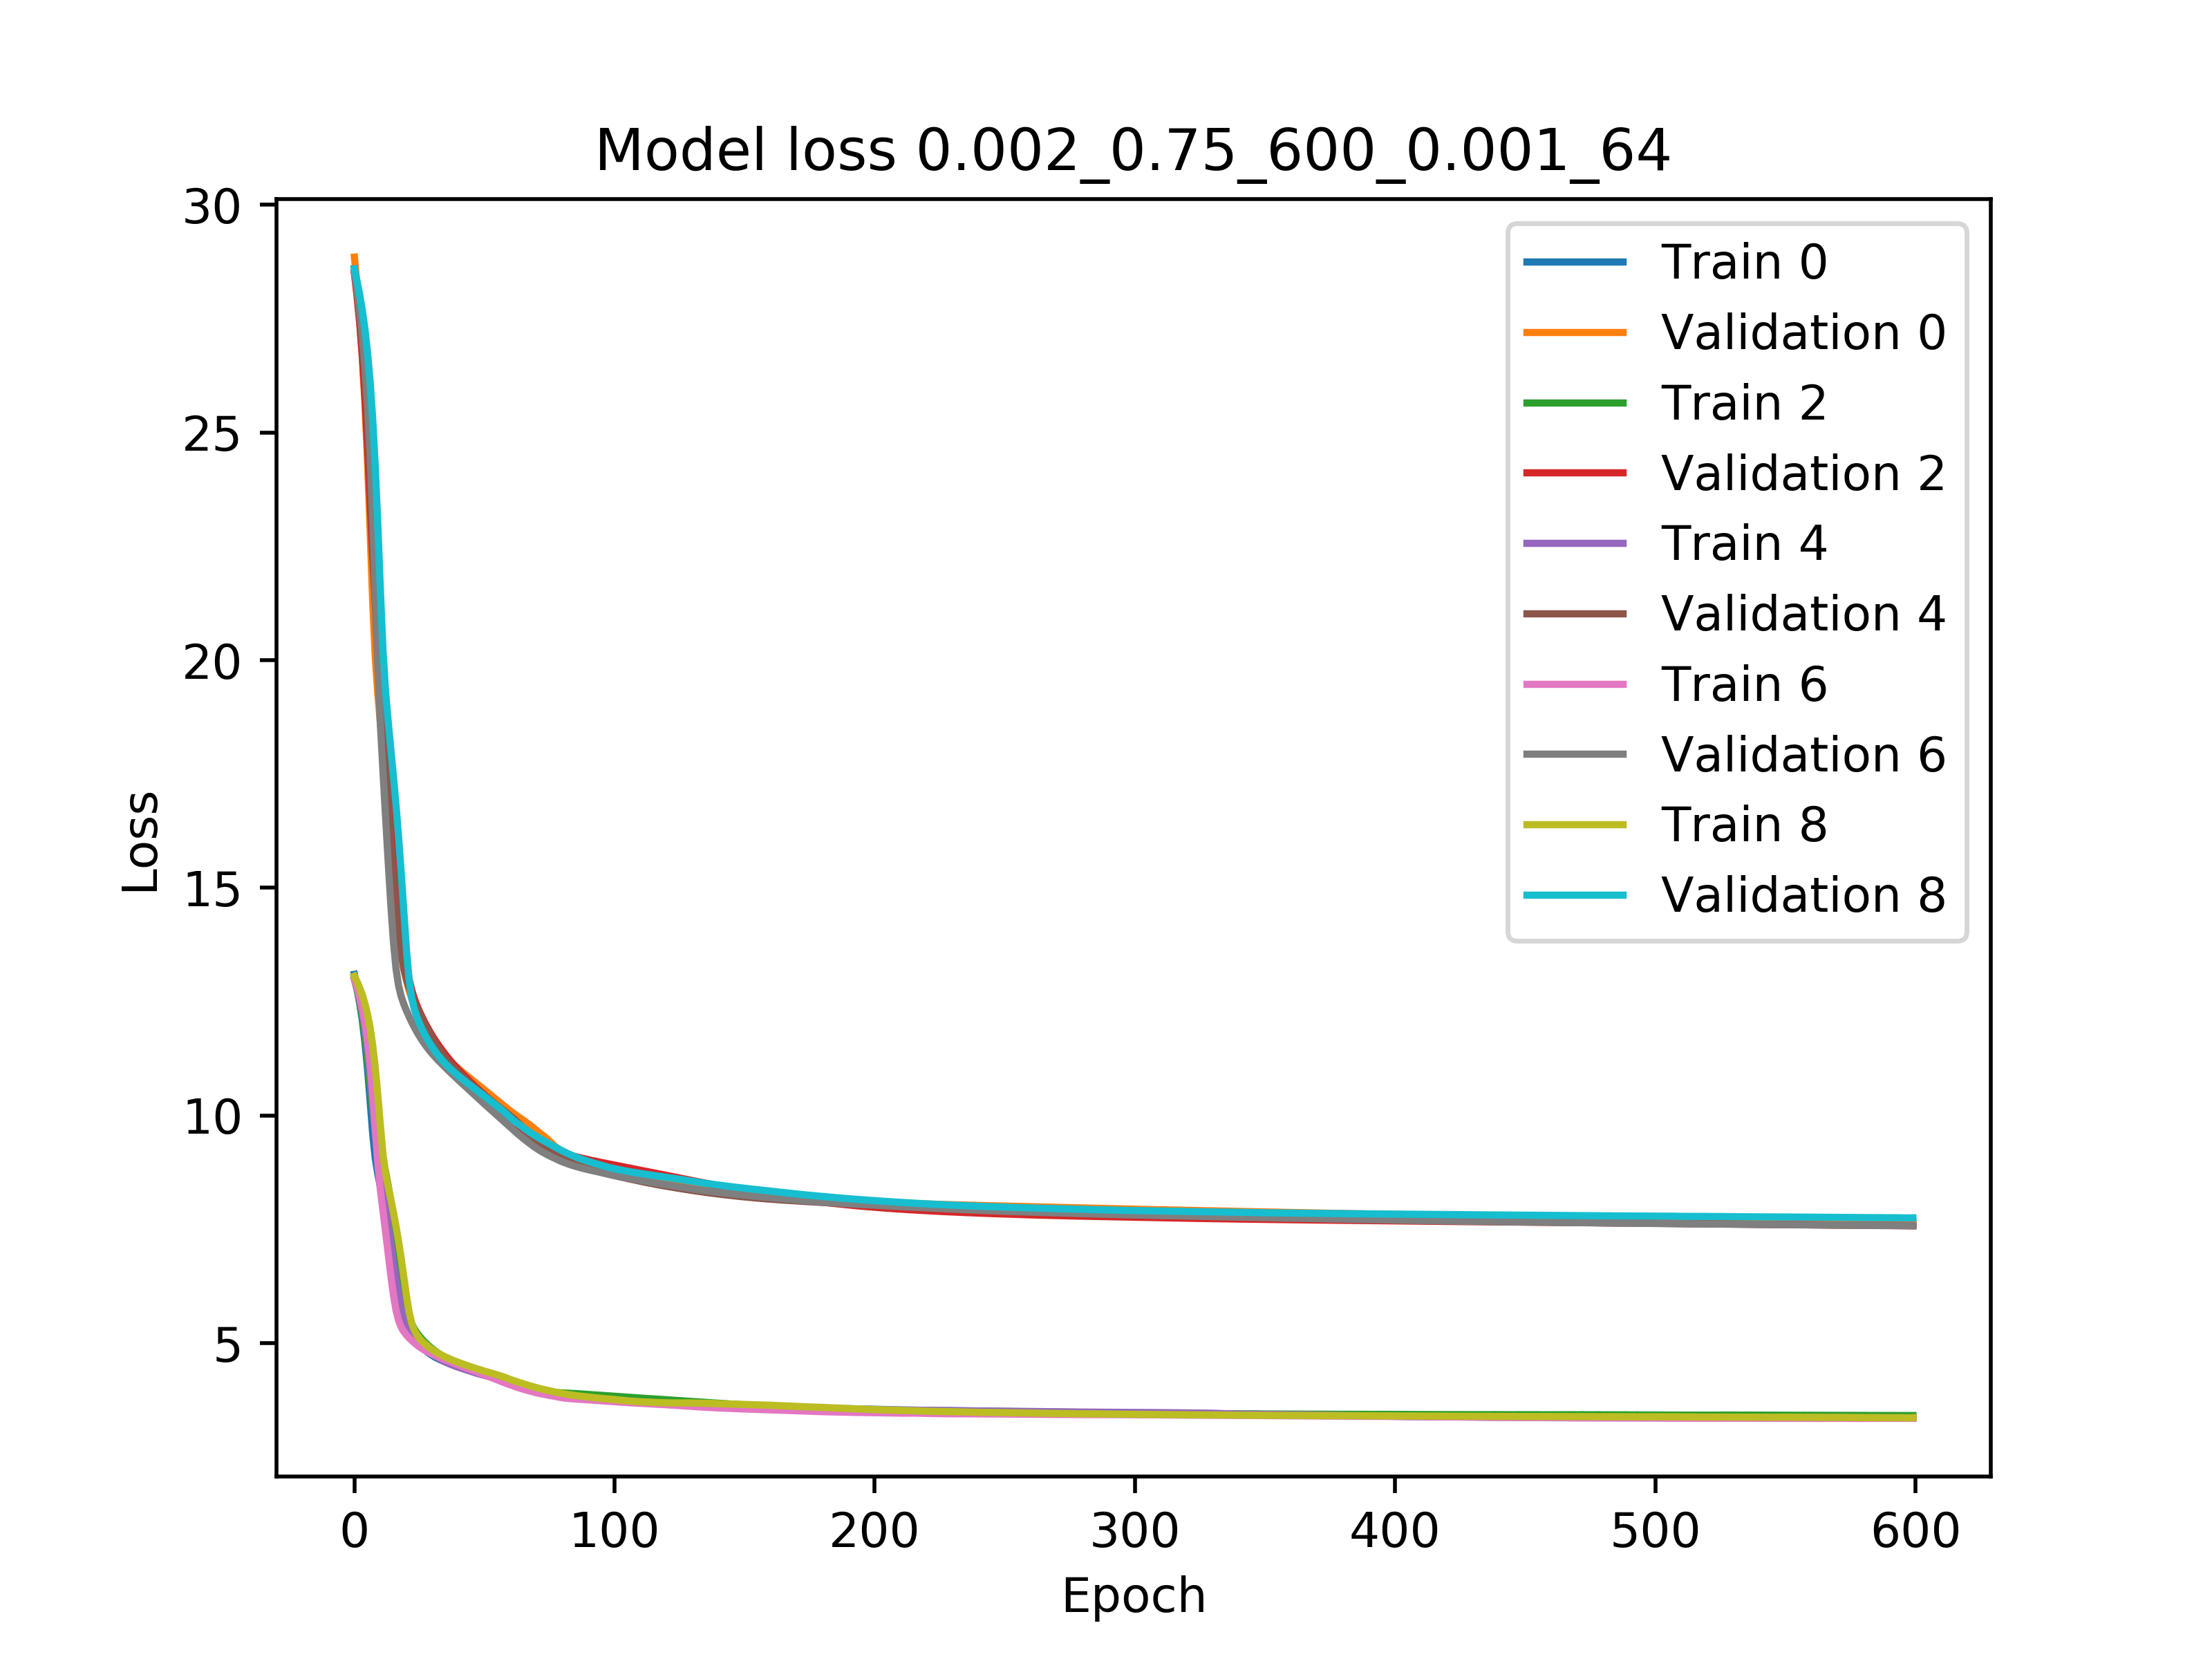 Model loss 0.002_0.75_600_0.001_64
30
25
20
15
10
5
Loss
0 100 200 300 400 500 600
Epoch
Train 0
Validation 0
Train 2
Validation 2
Train 4
Validation 4
Train 6
Validation 6
Train 8
Validation 8